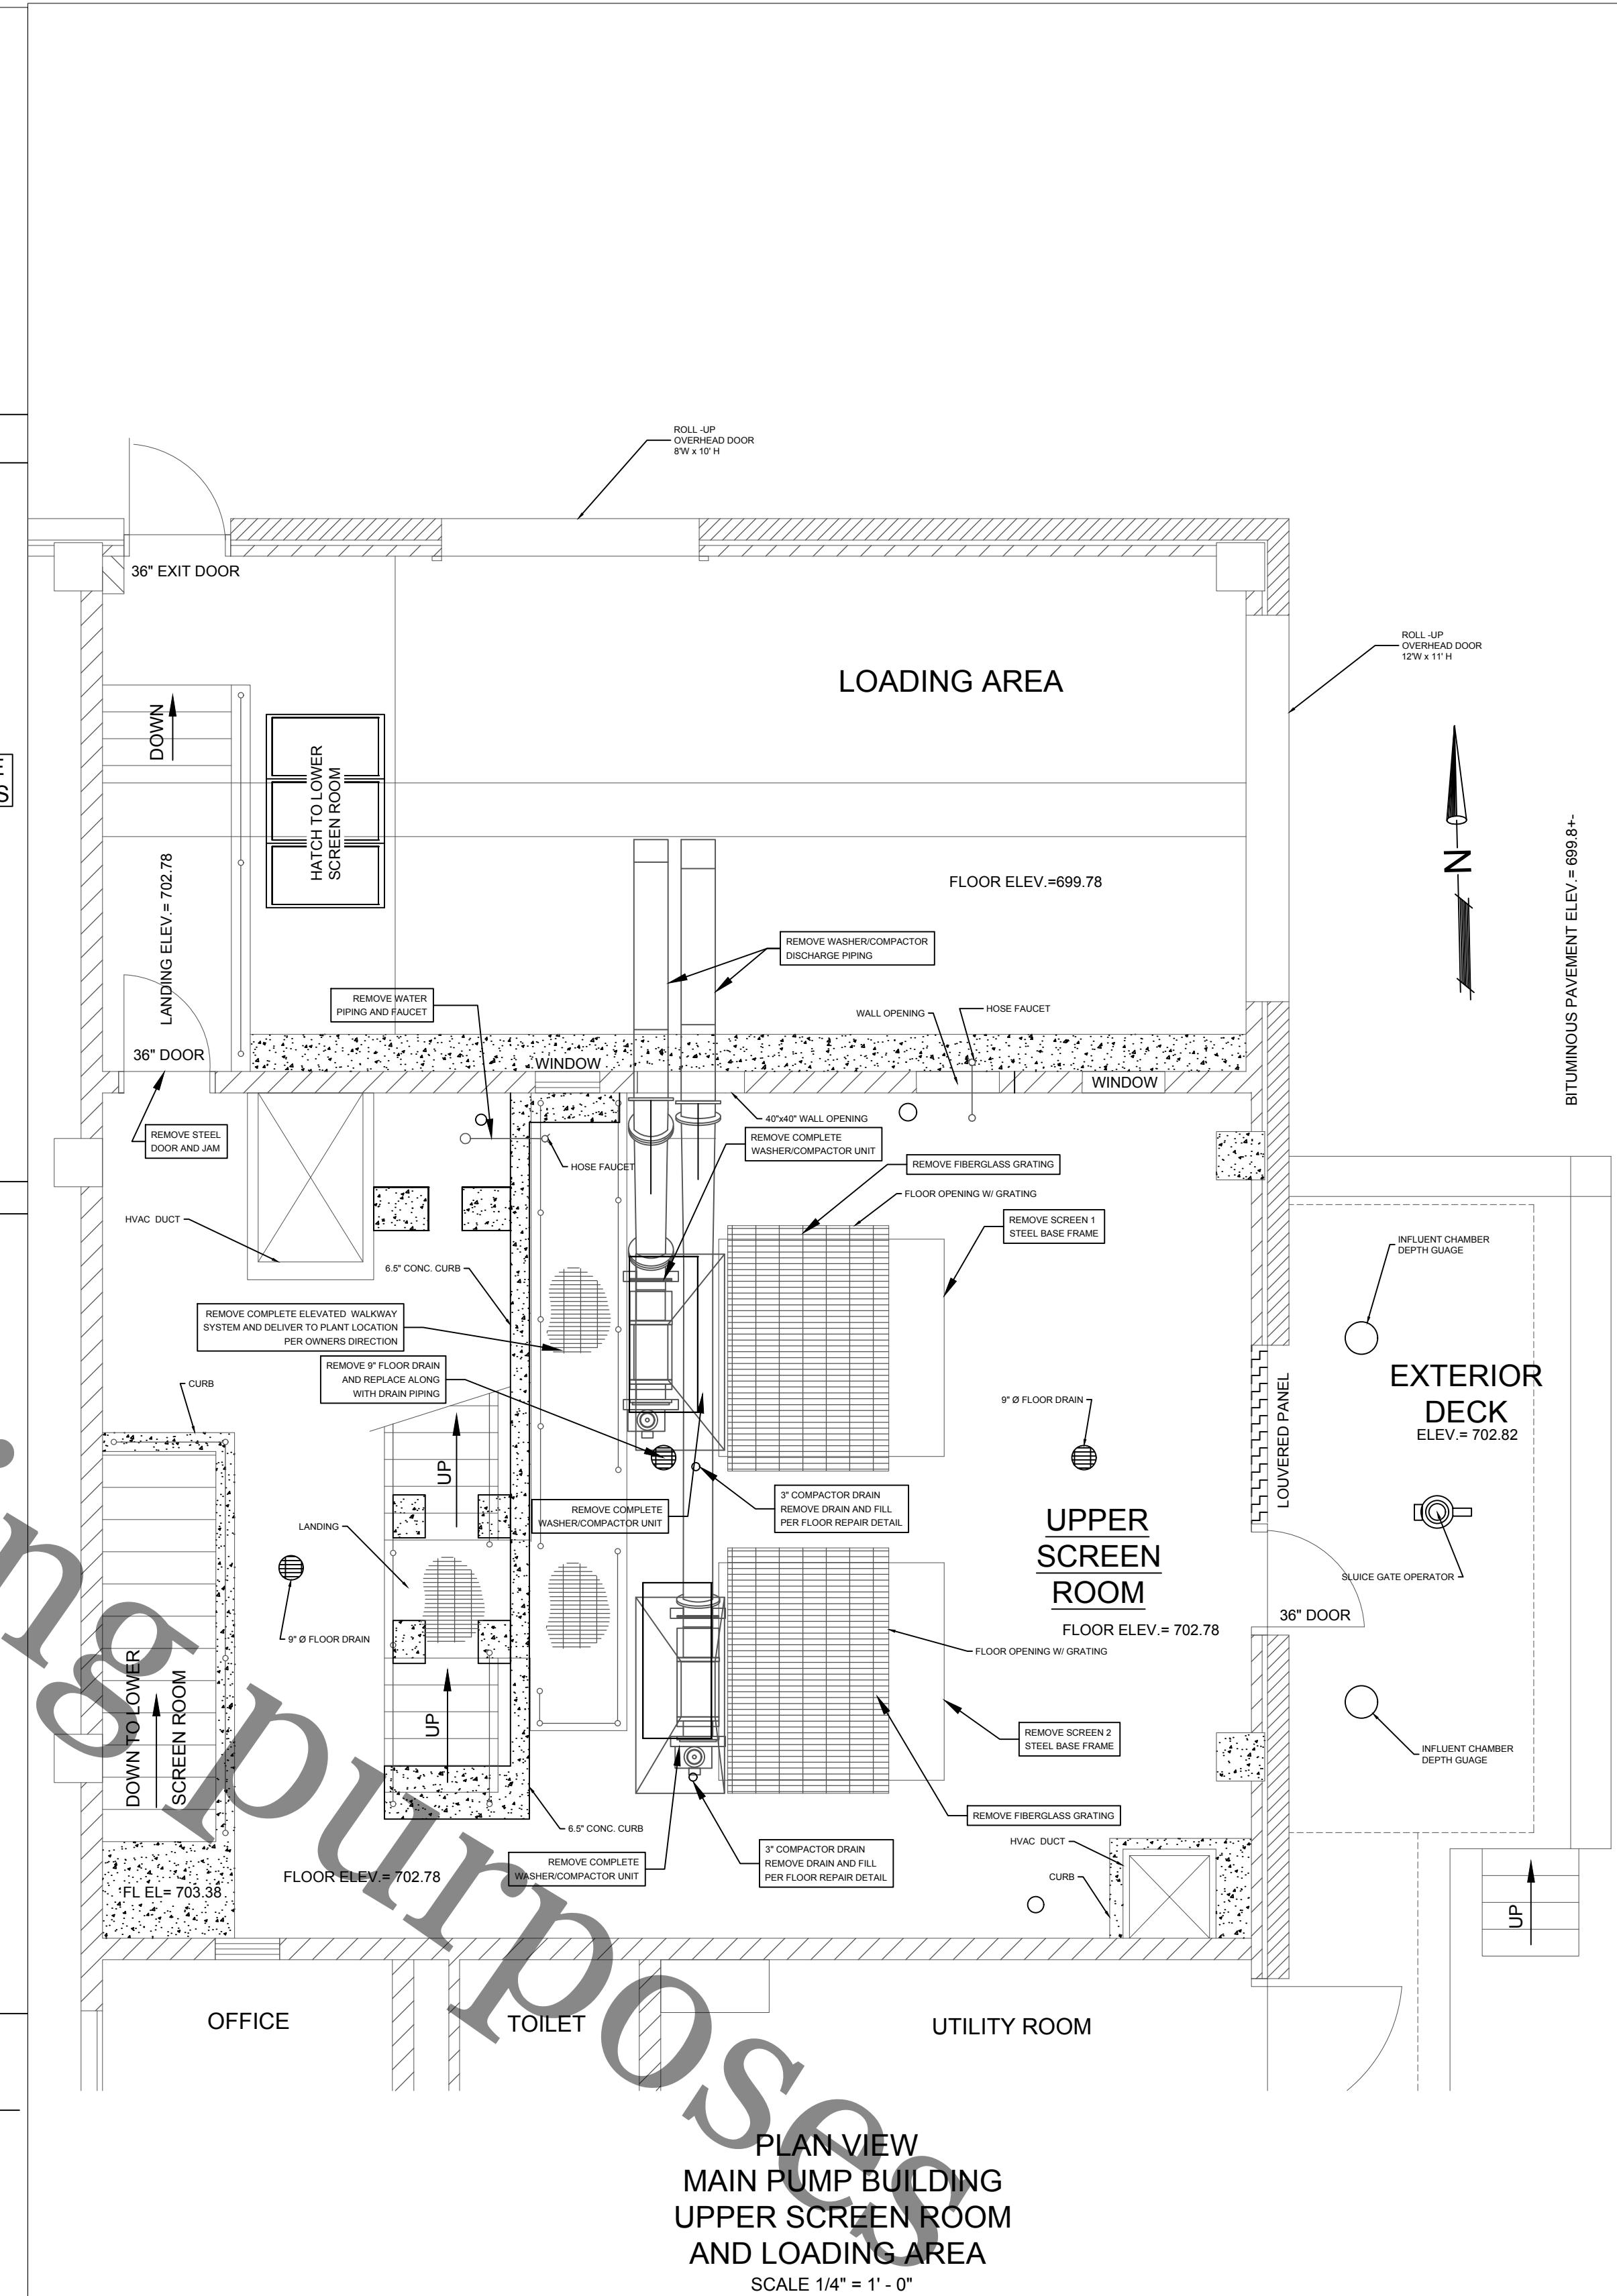 ROLL -UP
OVERHEAD DOOR
8'W x 10' H
36" EXIT DOOR
ROLL -UP
OVERHEAD DOOR
12'W x 11' H
LOADING AREA
DOWN
HATCH TO LOWER
SCREEN ROOM
N
BITUMINOUS PAVEMENT ELEV.= 699.8+-
LANDING ELEV.= 702.78
FLOOR ELEV.=699.78
REMOVE WASHER/COMPACTOR
DISCHARGE PIPING
REMOVE WATER
PIPING AND FAUCET
WALL OPENING
HOSE FAUCET
36" DOOR
WINDOW
WINDOW
40"x40" WALL OPENING
REMOVE STEEL
DOOR AND JAM
REMOVE COMPLETE
WASHER/COMPACTOR UNIT
HOSE FAUCET
REMOVE FIBERGLASS GRATING
FLOOR OPENING W/ GRATING
HVAC DUCT
REMOVE SCREEN 1
STEEL BASE FRAME
INFLUENT CHAMBER
DEPTH GUAGE
6.5" CONC. CURB
REMOVE COMPLETE ELEVATED WALKWAY
SYSTEM AND DELIVER TO PLANT LOCATION
PER OWNERS DIRECTION
REMOVE 9" FLOOR DRAIN
AND REPLACE ALONG
WITH DRAIN PIPING
CURB
9" Ø FLOOR DRAIN
LOUVERED PANEL
EXTERIOR
DECK
ELEV.= 702.82
UP
3" COMPACTOR DRAIN
REMOVE DRAIN AND FILL
PER FLOOR REPAIR DETAIL
REMOVE COMPLETE
WASHER/COMPACTOR UNIT
LANDING
UPPER
SCREEN
ROOM
FLOOR ELEV.= 702.78
SLUICE GATE OPERATOR
36" DOOR
9" Ø FLOOR DRAIN
FLOOR OPENING W/ GRATING
DOWN TO LOWER
SCREEN ROOM
UP
REMOVE SCREEN 2
STEEL BASE FRAME
INFLUENT CHAMBER
DEPTH GUAGE
REMOVE FIBERGLASS GRATING
6.5" CONC. CURB
HVAC DUCT
CURB
3" COMPACTOR DRAIN
REMOVE DRAIN AND FILL
PER FLOOR REPAIR DETAIL
REMOVE COMPLETE
WASHER/COMPACTOR UNIT
FLOOR ELEV.= 702.78
FL EL= 703.38
UP
OFFICE
TOILET
UTILITY ROOM
ing purposes
PLAN VIEW
MAIN PUMP BUILDING
UPPER SCREEN ROOM
AND LOADING AREA
SCALE 1/4" = 1' - 0"